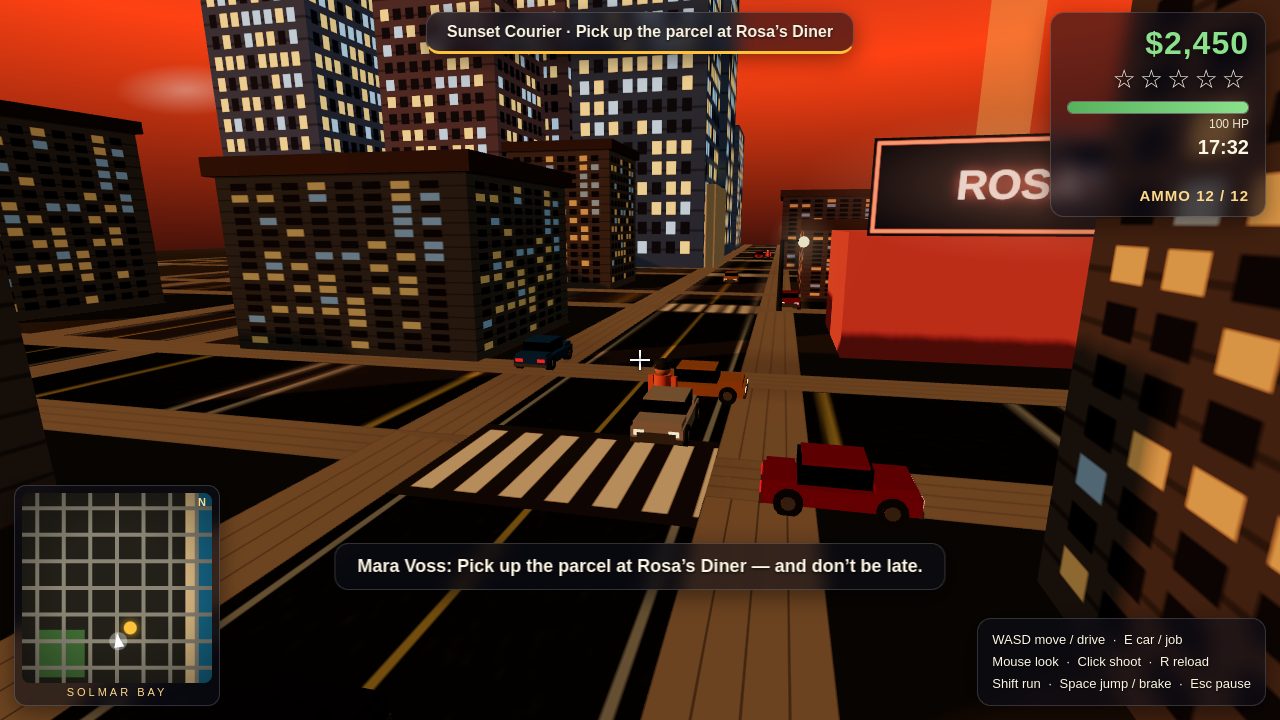 Sunset Courier · Pick up the parcel at Rosa’s Diner
$2,450
☆☆☆☆☆
100 HP
17:32
AMMO 12 / 12
ROS
Mara Voss: Pick up the parcel at Rosa’s Diner — and don’t be late.
N
SOLMAR BAY
WASD move / drive · E car / job
Mouse look · Click shoot · R reload
Shift run · Space jump / brake · Esc pause